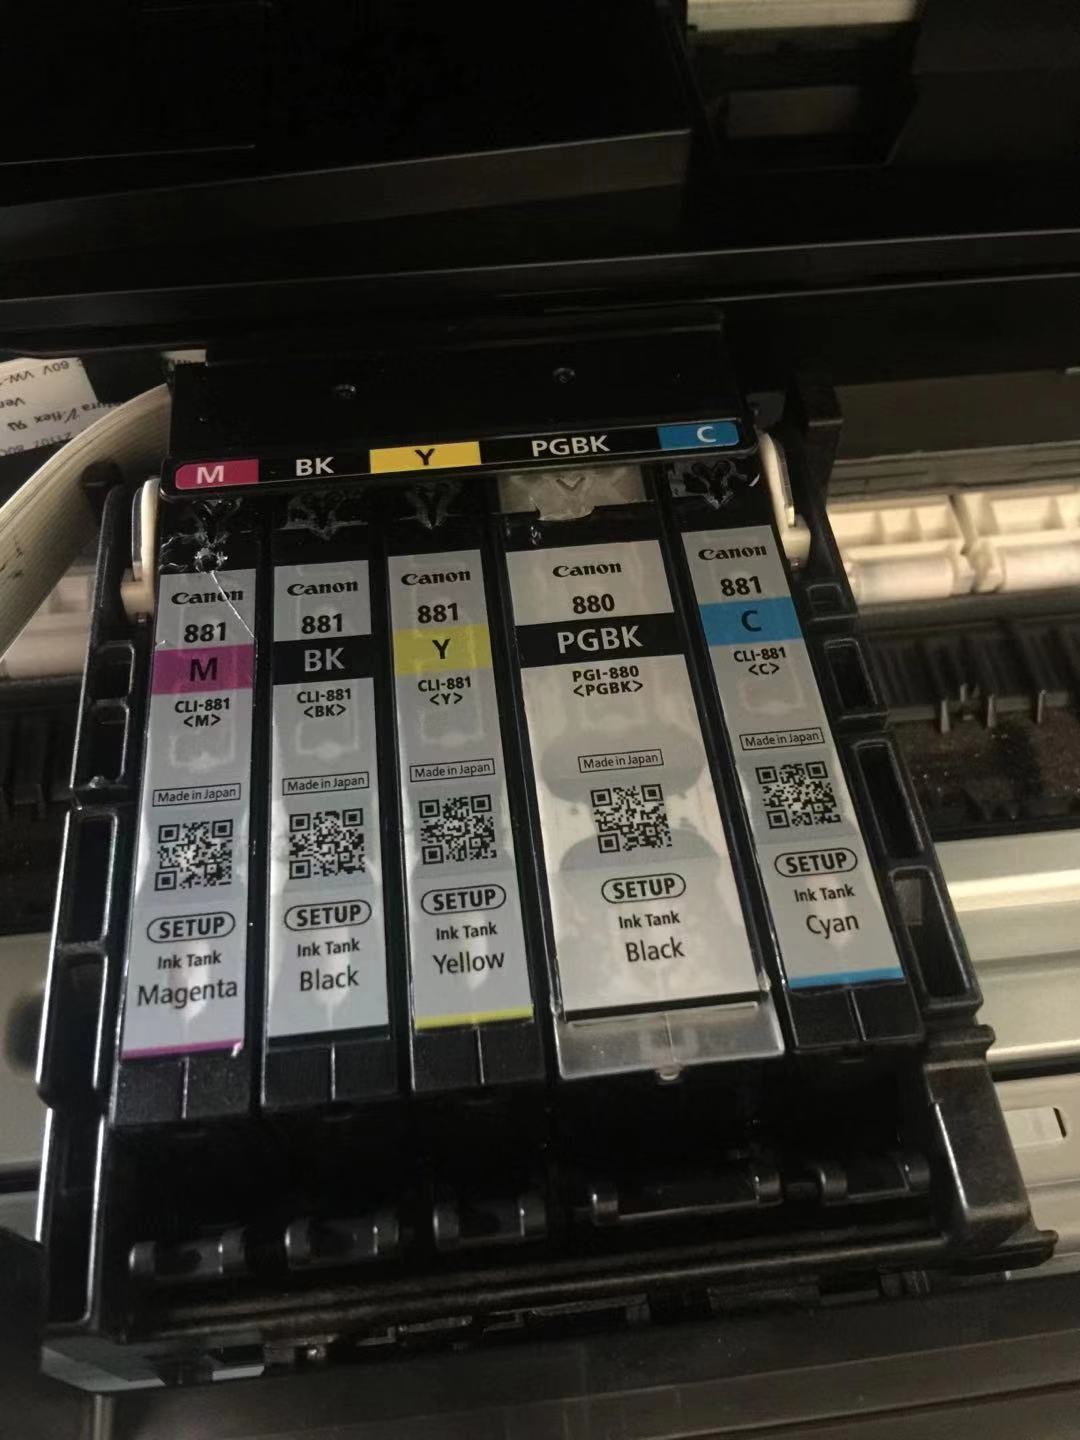 M BK Y PGBK C
Canon
881
M
CLI-881
<M>
Made in Japan
SETUP
Ink Tank
Magenta
Canon
881
BK
CLI-881
<BK>
Made in Japan
SETUP
Ink Tank
Black
Canon
881
Y
CLI-881
<Y>
Made in Japan
SETUP
Ink Tank
Yellow
Canon
880
PGBK
PGI-880
<PGBK>
Made in Japan
SETUP
Ink Tank
Black
Canon
881
C
CLI-881
<C>
Made in Japan
SETUP
Ink Tank
Cyan
60V VW-1